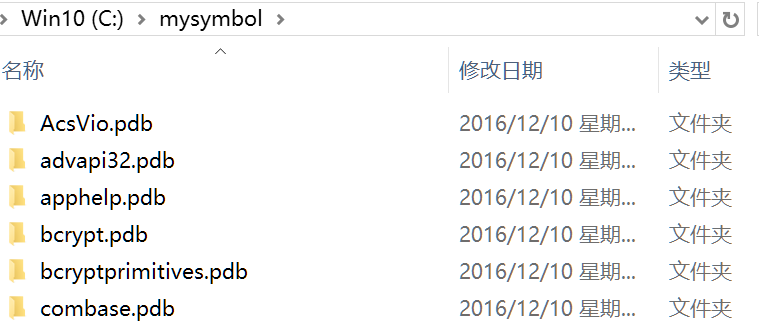 Win10 (C:) mysymbol
名称 修改日期 类型
AcsVio.pdb 2016/12/10 星期... 文件夹
advapi32.pdb 2016/12/10 星期... 文件夹
apphelp.pdb 2016/12/10 星期... 文件夹
bcrypt.pdb 2016/12/10 星期... 文件夹
bcryptprimitives.pdb 2016/12/10 星期... 文件夹
combase.pdb 2016/12/10 星期... 文件夹